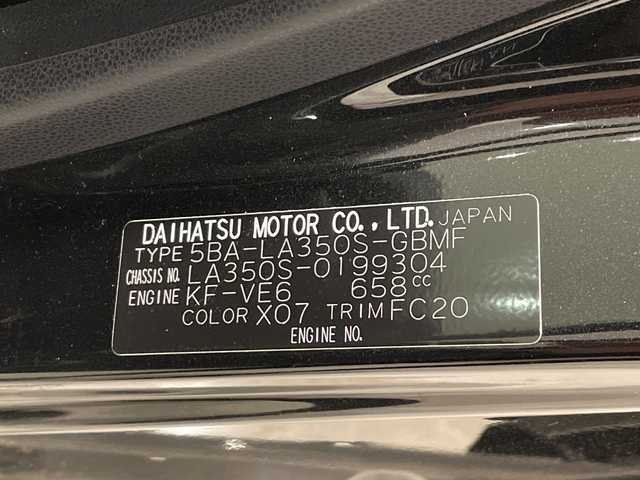 DAIHATSU MOTOR CO., LTD. JAPAN
TYPE 5BA-LA350S-GBMF
CHASSIS NO. LA350S-0199304
ENGINE KF-VE6 658cc
COLOR X07 TRIM FC20
ENGINE NO.